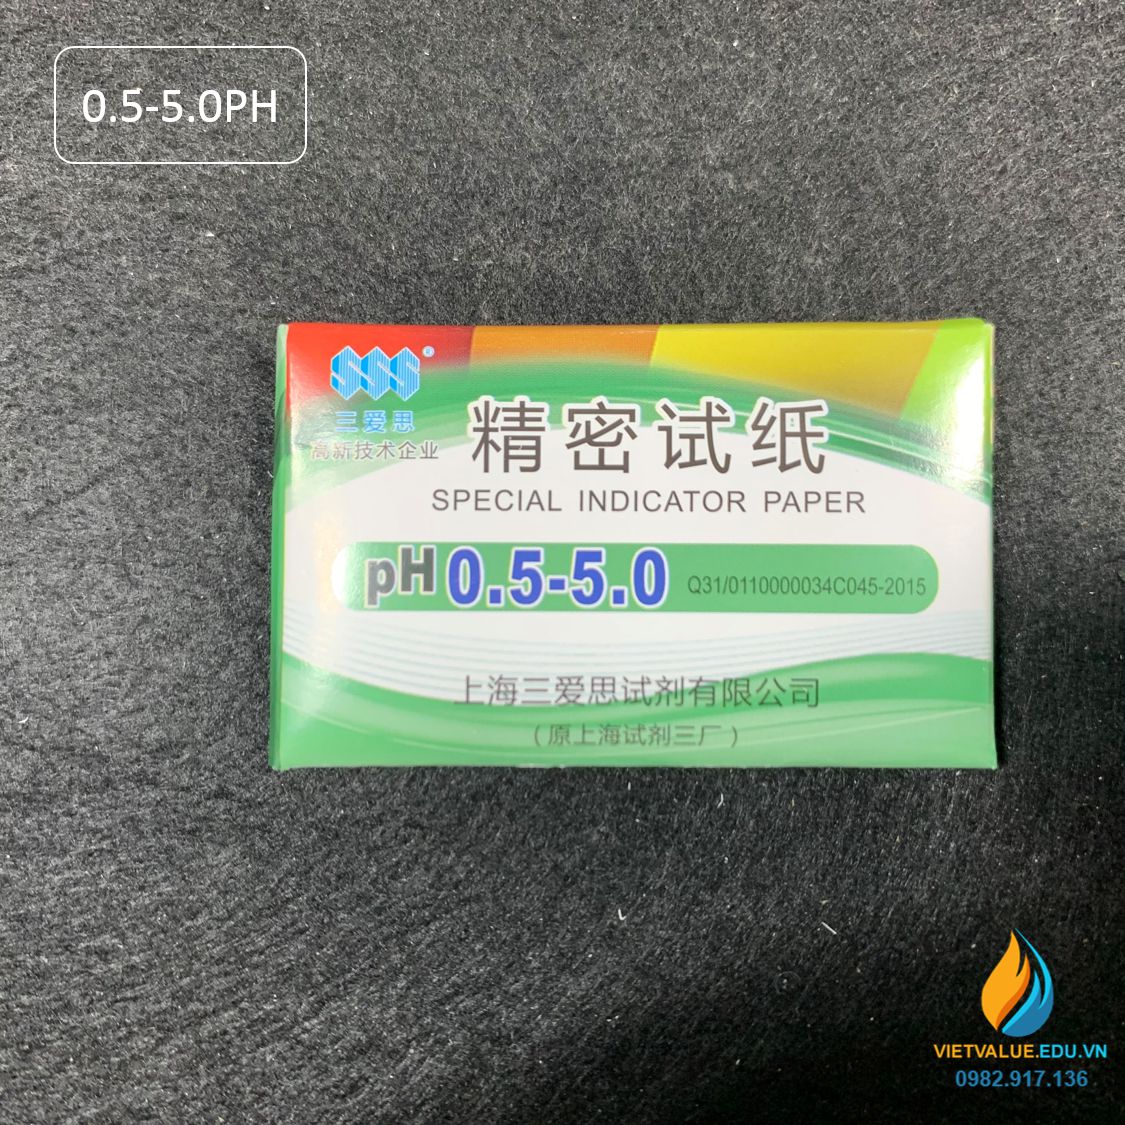 0.5-5.0PH
SSS®
三爱思
高新技术企业
精密试纸
SPECIAL INDICATOR PAPER
pH 0.5-5.0 Q31/0110000034C045-2015
上海三爱思试剂有限公司
（原上海试剂三厂）
VIETVALUE.EDU.VN
0982.917.136